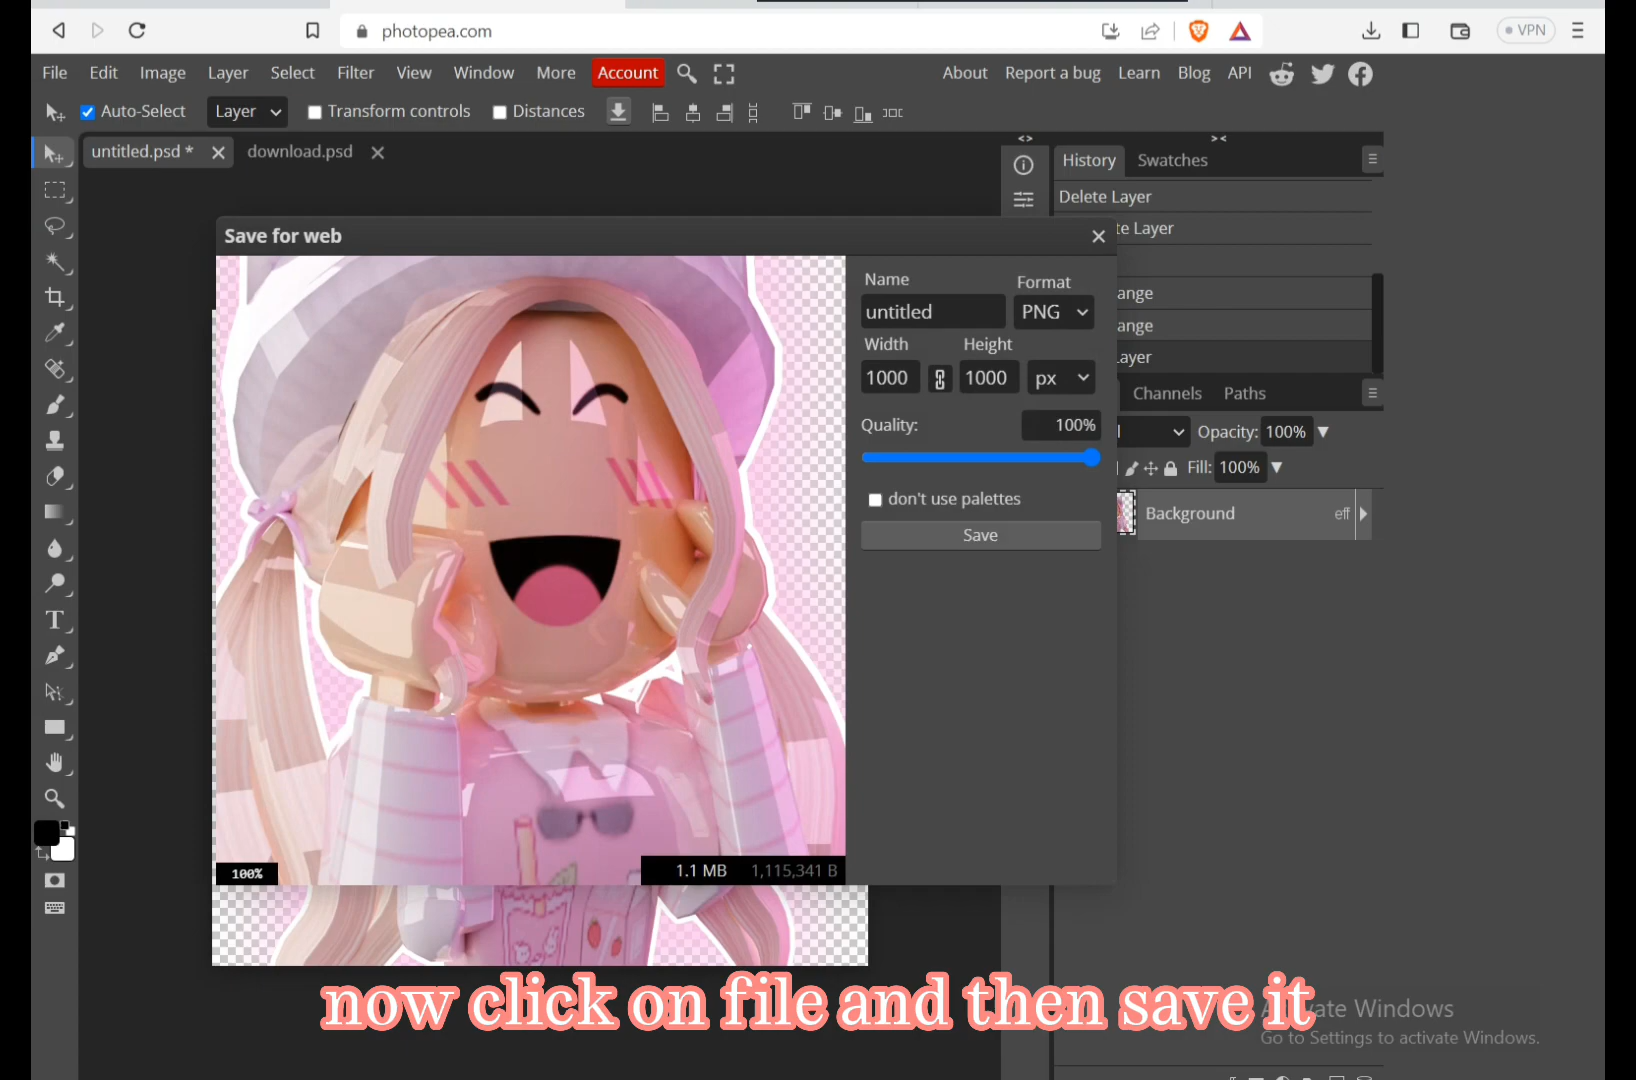 photopea.com
VPN
File Edit Image Layer Select Filter View Window More Account
About Report a bug Learn Blog API
Auto-Select Layer Transform controls Distances
untitled.psd * download.psd
History Swatches
Delete Layer
te Layer
ange
ange
ayer
Save for web
Name Format
untitled PNG
Width Height
1000 1000 px
Quality: 100%
don't use palettes
Save
Channels Paths
Opacity: 100%
Fill: 100%
Background eff
100%
1.1 MB 1,115,341 B
now click on file and then save it
Activate Windows
Go to Settings to activate Windows.